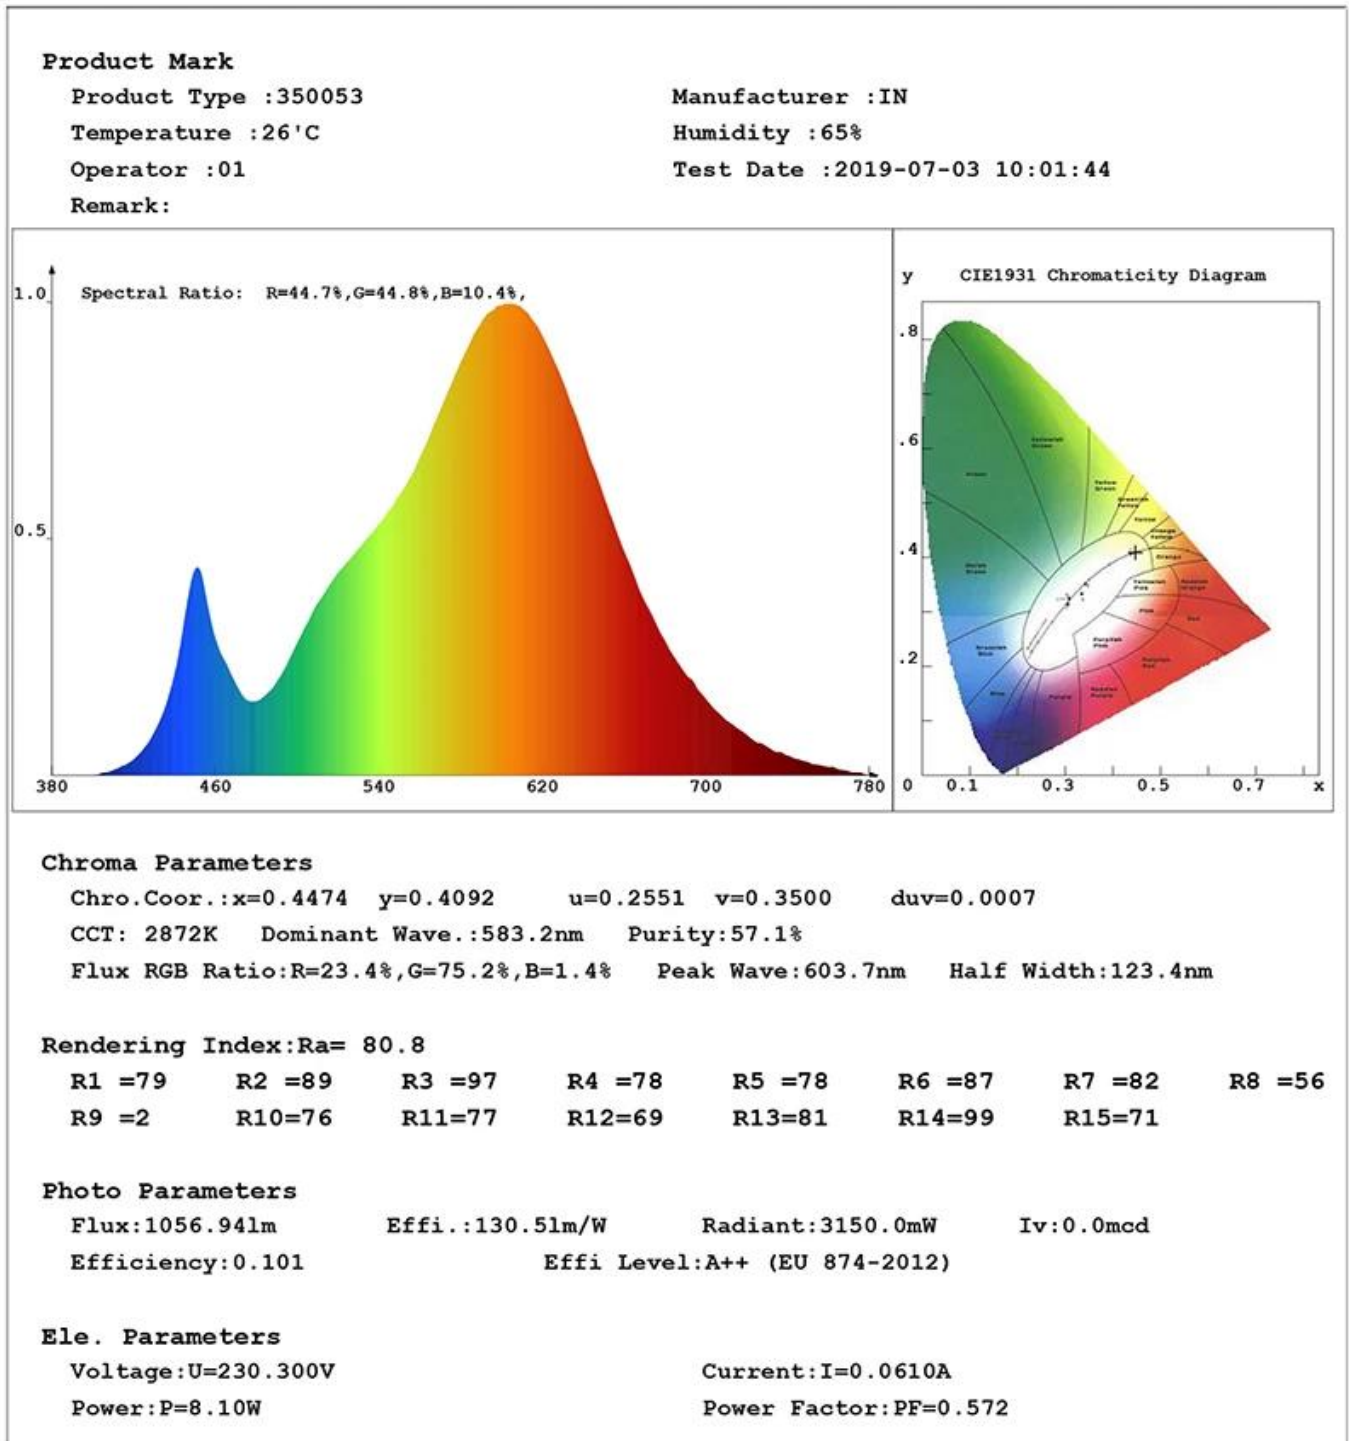 Product Mark
Product Type :350053 Manufacturer :IN
Temperature :26'C Humidity :65%
Operator :01 Test Date :2019-07-03 10:01:44
Remark:
Spectral Ratio: R=44.7%,G=44.8%,B=10.4%,
1.0
0.5
380 460 540 620 700 780
y CIE1931 Chromaticity Diagram
.8
.6
.4
.2
0 0.1 0.3 0.5 0.7 x
Chroma Parameters
Chro.Coor.:x=0.4474 y=0.4092 u=0.2551 v=0.3500 duv=0.0007
CCT: 2872K Dominant Wave.:583.2nm Purity:57.1%
Flux RGB Ratio:R=23.4%,G=75.2%,B=1.4% Peak Wave:603.7nm Half Width:123.4nm
Rendering Index:Ra= 80.8
R1 =79 R2 =89 R3 =97 R4 =78 R5 =78 R6 =87 R7 =82 R8 =56
R9 =2 R10=76 R11=77 R12=69 R13=81 R14=99 R15=71
Photo Parameters
Flux:1056.94lm Effi.:130.5lm/W Radiant:3150.0mW Iv:0.0mcd
Efficiency:0.101 Effi Level:A++ (EU 874-2012)
Ele. Parameters
Voltage:U=230.300V Current:I=0.0610A
Power:P=8.10W Power Factor:PF=0.572